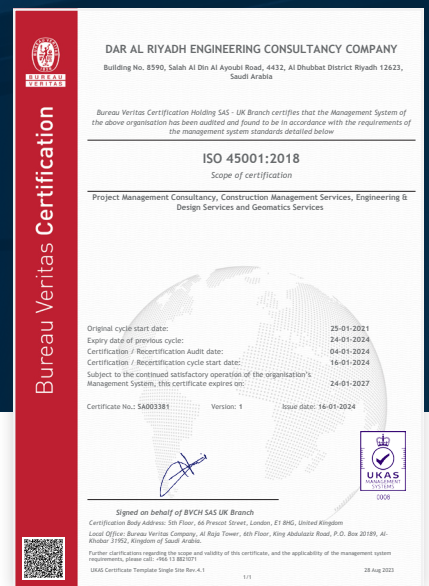 BUREAU
VERITAS
Bureau Veritas Certification
DAR AL RIYADH ENGINEERING CONSULTANCY COMPANY
Building No. 8590, Salah Al Din Al Ayoubi Road, 4432, Al Dhubbat District Riyadh 12623,
Saudi Arabia
Bureau Veritas Certification Holding SAS – UK Branch certifies that the Management System of
the above organisation has been audited and found to be in accordance with the requirements of
the management system standards detailed below
ISO 45001:2018
Scope of certification
Project Management Consultancy, Construction Management Services, Engineering &
Design Services and Geomatics Services
Original cycle start date: 25-01-2021
Expiry date of previous cycle: 24-01-2024
Certification / Recertification Audit date: 04-01-2024
Certification / Recertification cycle start date: 16-01-2024
Subject to the continued satisfactory operation of the organisation's
Management System, this certificate expires on: 24-01-2027
Certificate No.: SA003381 Version: 1 Issue date: 16-01-2024
UKAS
MANAGEMENT
SYSTEMS
0008
Signed on behalf of BVCH SAS UK Branch
Certification Body Address: 5th Floor, 66 Prescot Street, London, E1 8HG, United Kingdom
Local Office: Bureau Veritas Company, Al Raja Tower, 6th Floor, King Abdulaziz Road, P.O. Box 20189, Al-
Khobar 31952, Kingdom of Saudi Arabia.
Further clarifications regarding the scope and validity of this certificate, and the applicability of the management system
requirements, please call: +966 13 8821071
UKAS Certificate Template Single Site Rev.4.1 28 Aug 2023
1/1